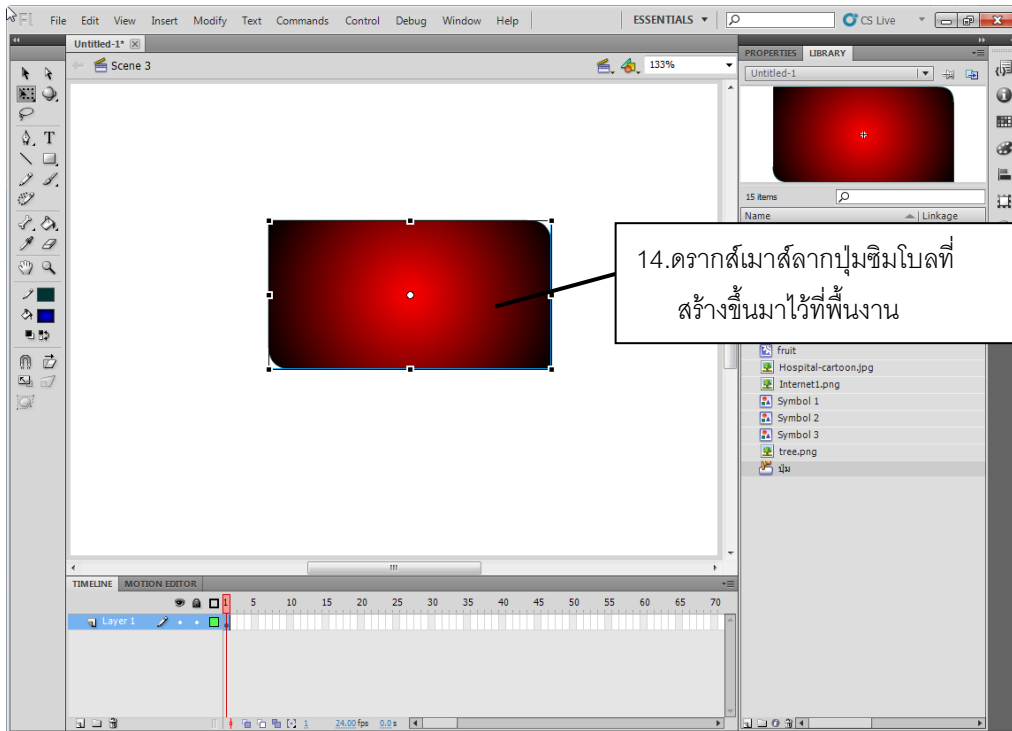 Fl File Edit View Insert Modify Text Commands Control Debug Window Help ESSENTIALS CS Live
Untitled-1*
Scene 3 133%
PROPERTIES LIBRARY
Untitled-1
15 items
Name Linkage
14.ดรากส์เมาส์ลากปุ่มซิมโบลที่
สร้างขึ้นมาไว้ที่พื้นงาน
fruit
Hospital-cartoon.jpg
Internet1.png
Symbol 1
Symbol 2
Symbol 3
tree.png
ปุ่ม
TIMELINE MOTION EDITOR
1 5 10 15 20 25 30 35 40 45 50 55 60 65 70
Layer 1
1 24.00 fps 0.0 s